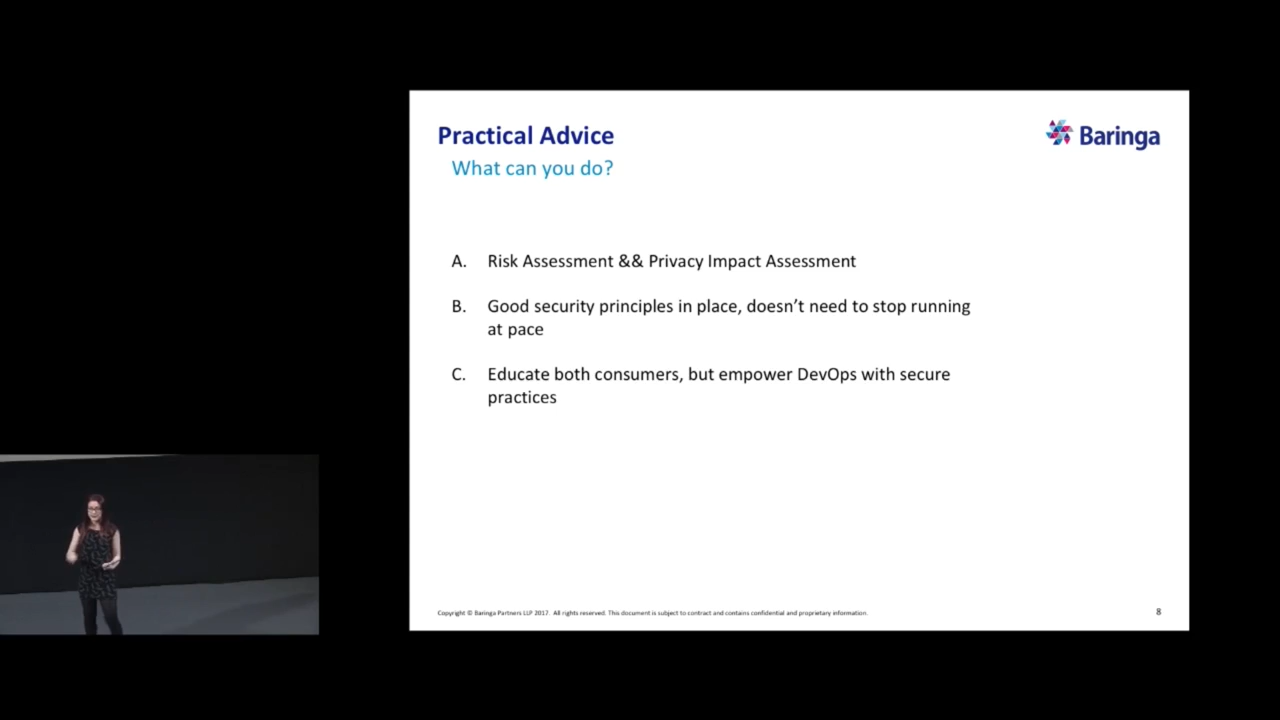 Practical Advice
Baringa
What can you do?
A. Risk Assessment && Privacy Impact Assessment
B. Good security principles in place, doesn't need to stop running
at pace
C. Educate both consumers, but empower DevOps with secure
practices
Copyright © Baringa Partners LLP 2017. All rights reserved. This document is subject to contract and contains confidential and proprietary information.
8